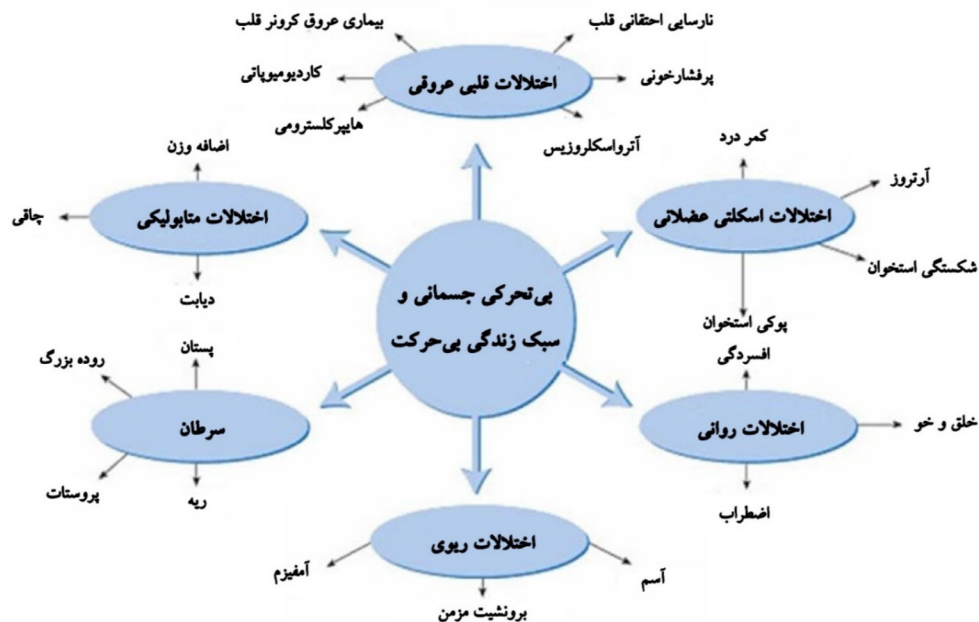 بیماری عروق کرونر قلب
نارسایی احتقانی قلب
اختلالات قلبی عروقی
کاردیومیوپاتی
پرفشارخونی
هایپرکلسترومی
آترواسکلروزیس
کمر درد
آرتروز
اختلالات اسکلتی عضلانی
شکستگی استخوان
پوکی استخوان
اضافه وزن
اختلالات متابولیکی
چاقی
دیابت
بی‌تحرکی جسمانی و
سبک زندگی بی‌حرکت
افسردگی
اختلالات روانی
خلق و خو
اضطراب
پستان
روده بزرگ
سرطان
پروستات
ریه
اختلالات ریوی
آسم
آمفیزم
برونشیت مزمن